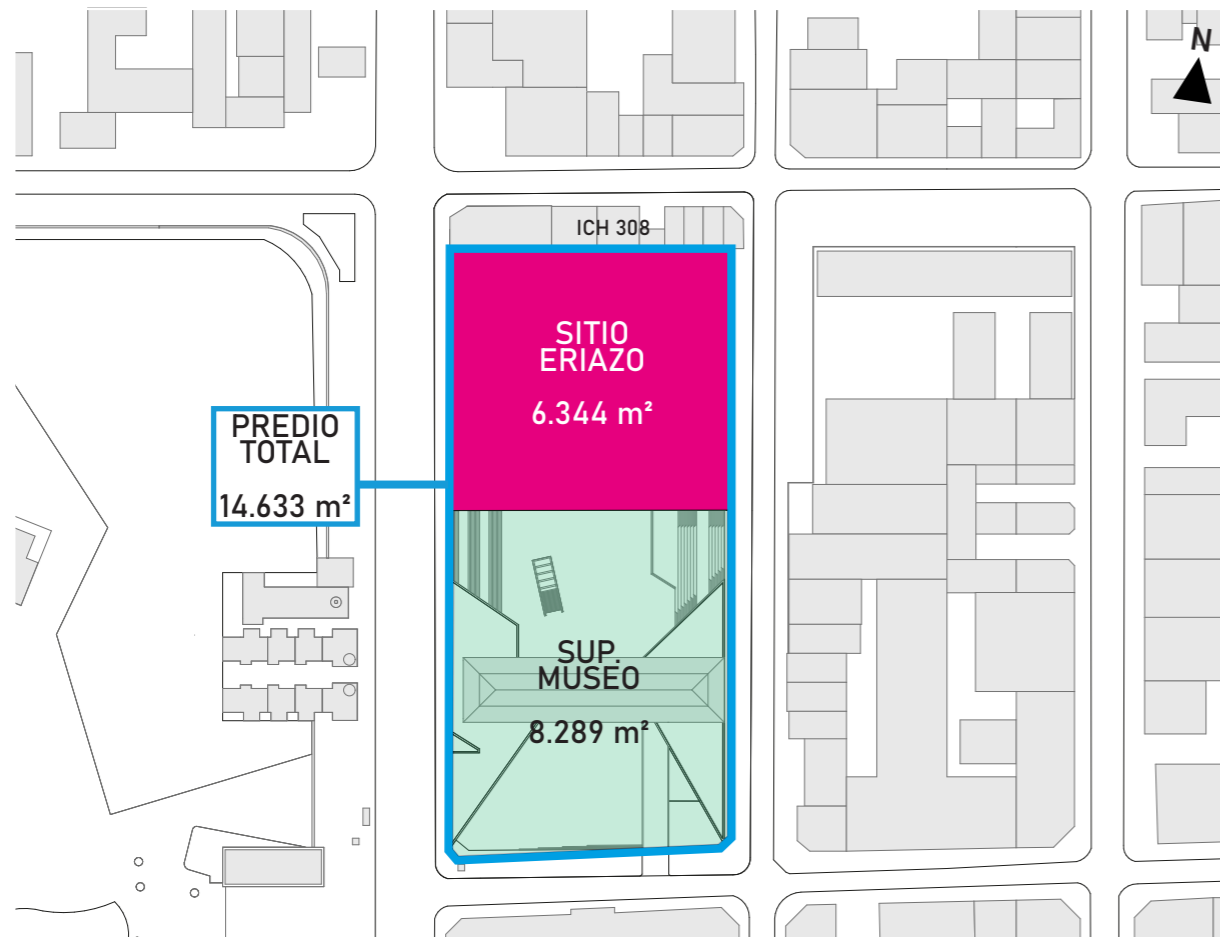 N
ICH 308
SITIO
ERIAZO
6.344 m²
PREDIO
TOTAL
14.633 m²
SUP.
MUSEO
8.289 m²